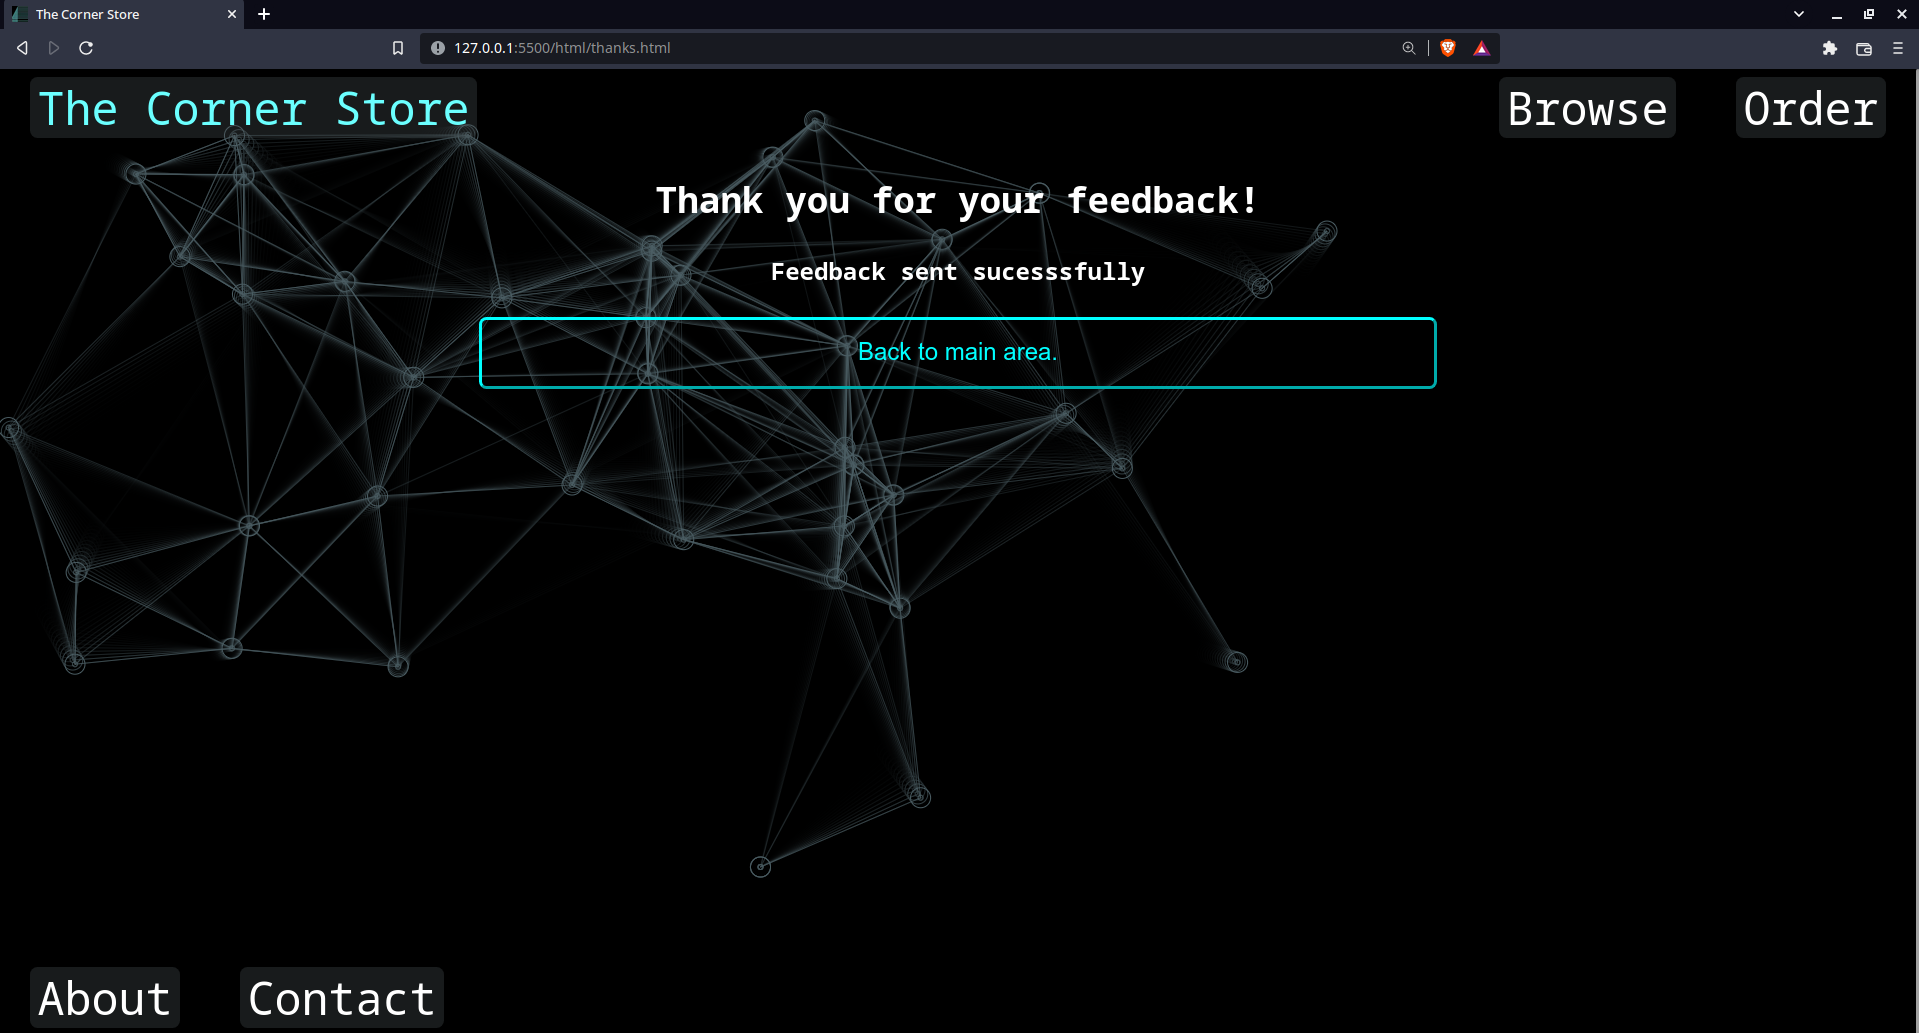 The Corner Store
127.0.0.1:5500/html/thanks.html
The Corner Store
Browse
Order
Thank you for your feedback!
Feedback sent sucesssfully
Back to main area.
About
Contact